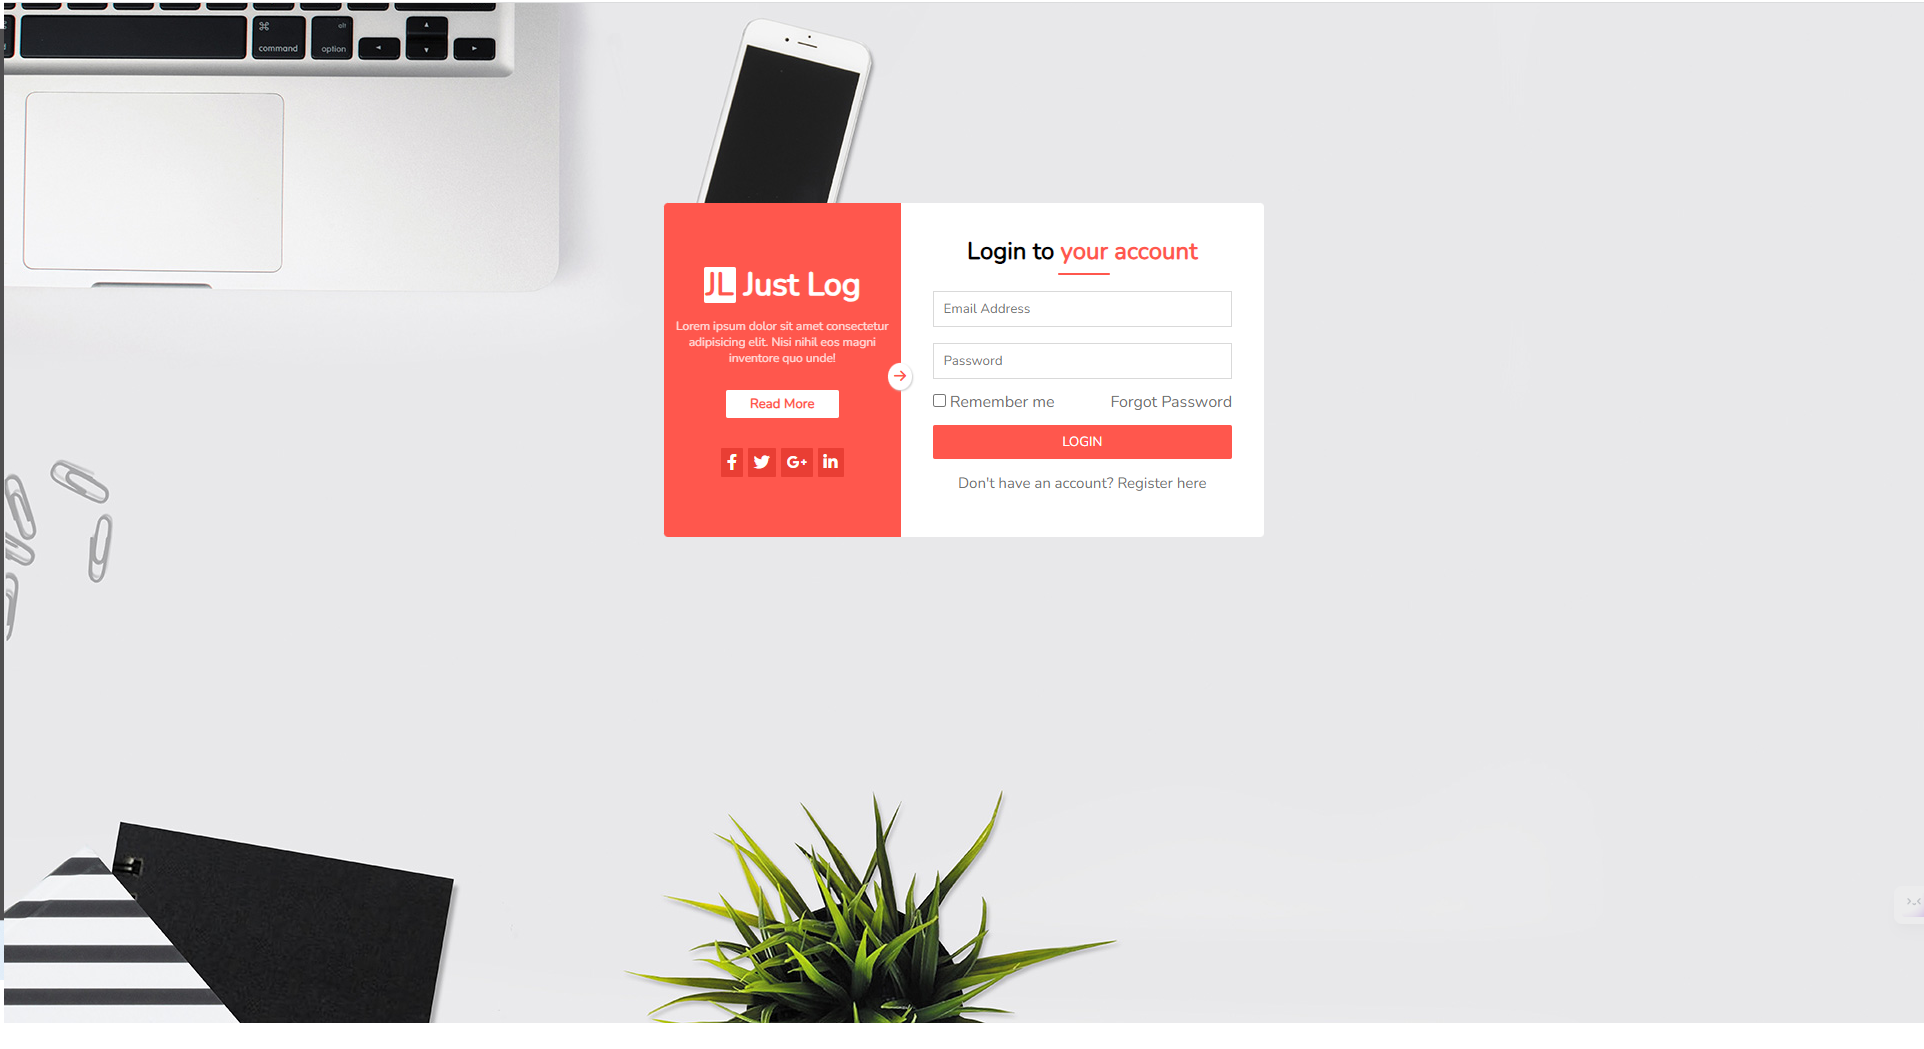 command
alt
option
JL Just Log
Lorem ipsum dolor sit amet consectetur
adipisicing elit. Nisi nihil eos magni
inventore quo unde!
Read More
Login to your account
Email Address
Password
Remember me
Forgot Password
LOGIN
Don't have an account? Register here